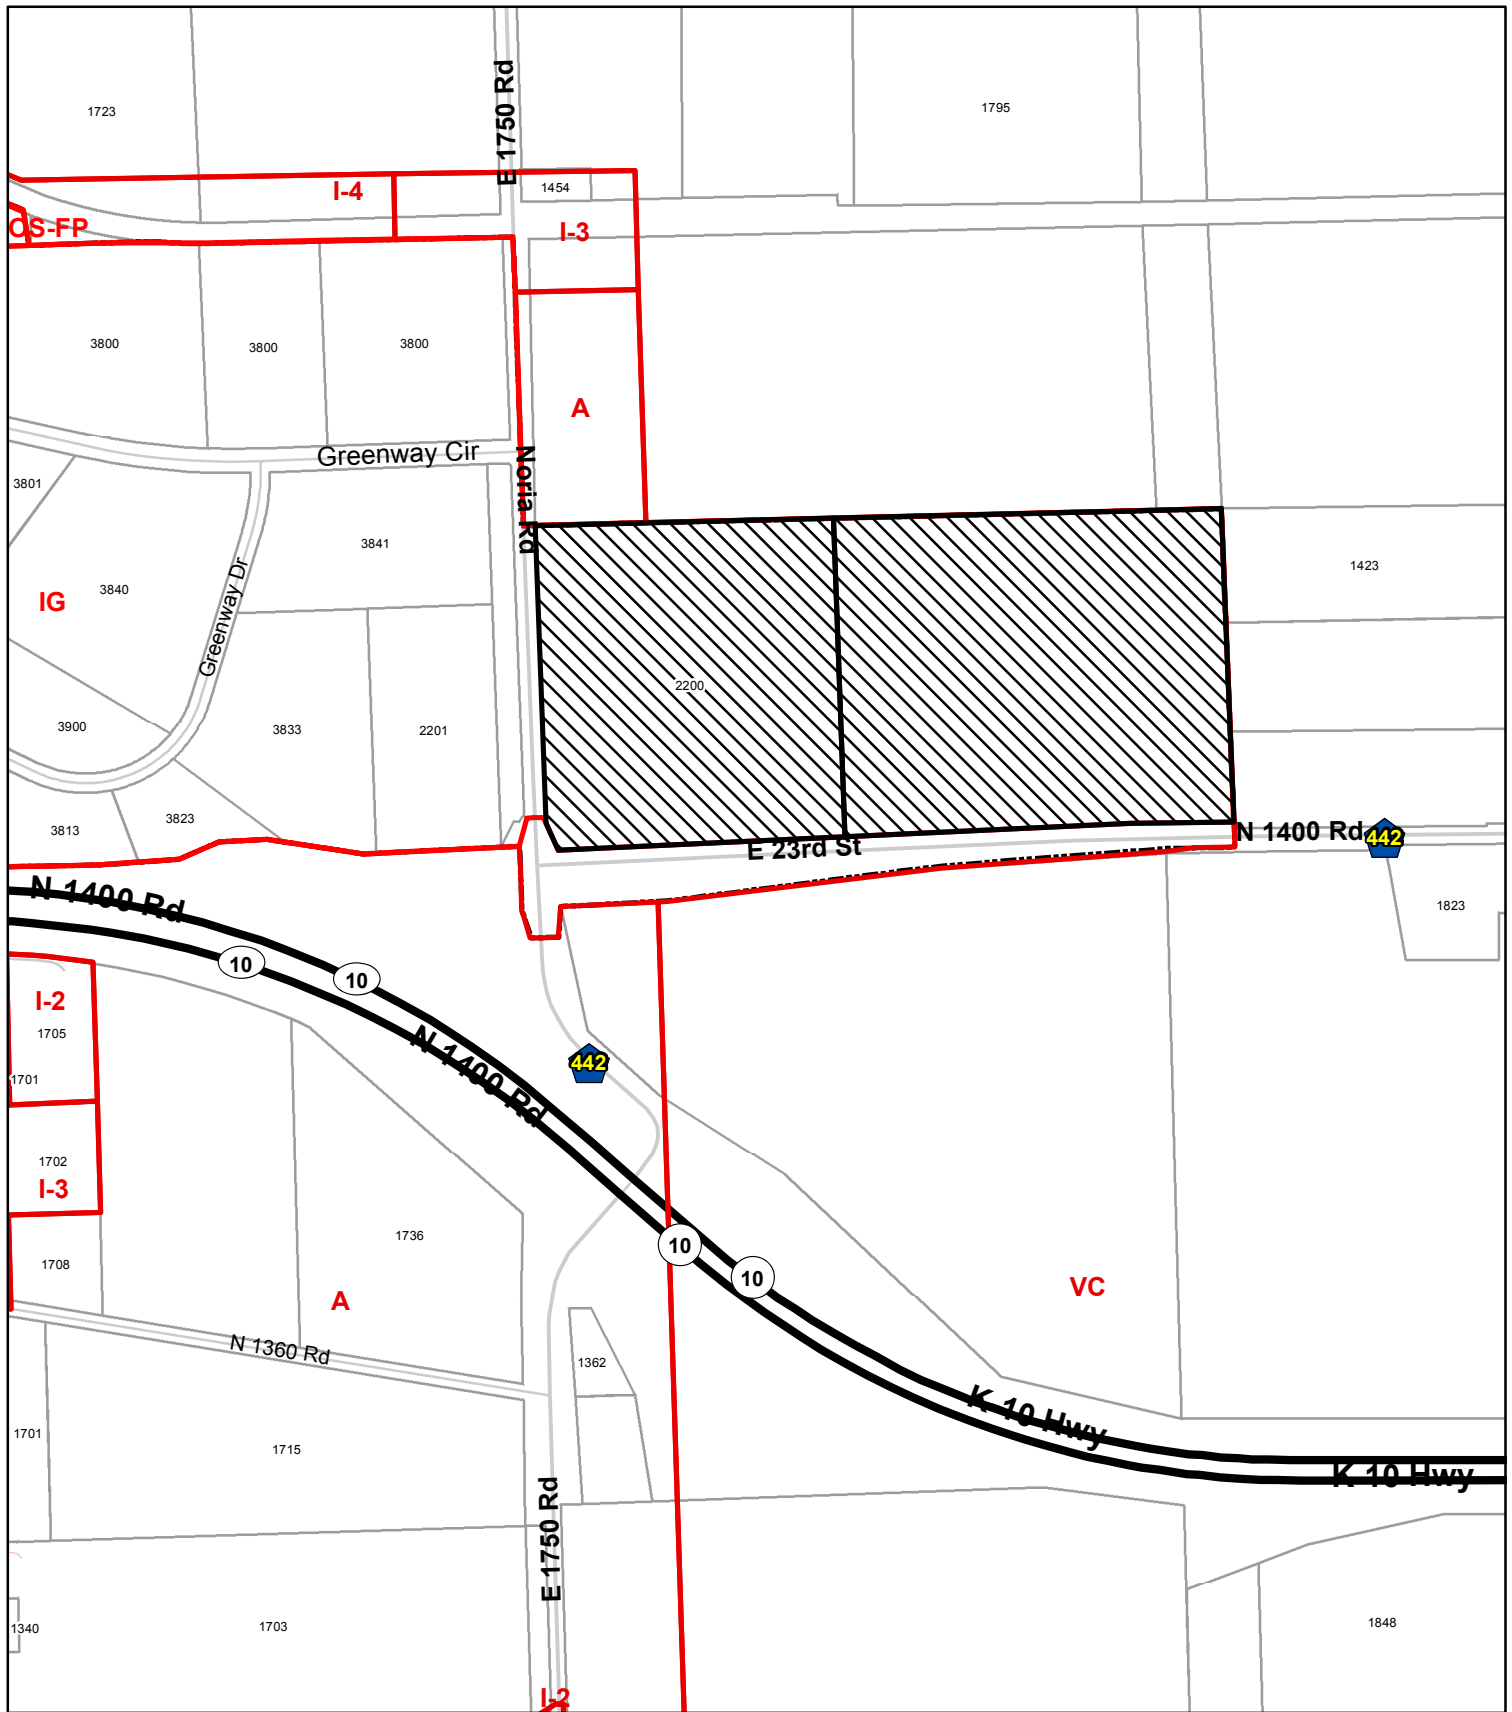 E 1750 Rd
1723
1795
I-4
1454
OS-FP
I-3
3800
3800
3800
A
Greenway Cir
Noria Rd
3801
3841
1423
Greenway Dr
3840
IG
2200
3900
3833
2201
3813
3823
E 23rd St
N 1400 Rd
442
N 1400 Rd
1823
10
10
I-2
1705
N 1400 Rd
442
1701
1702
I-3
1736
10
1708
10
A
VC
N 1360 Rd
1362
K 10 Hwy
1701
1715
K 10 Hwy
E 1750 Rd
1340
1703
1848
I-2